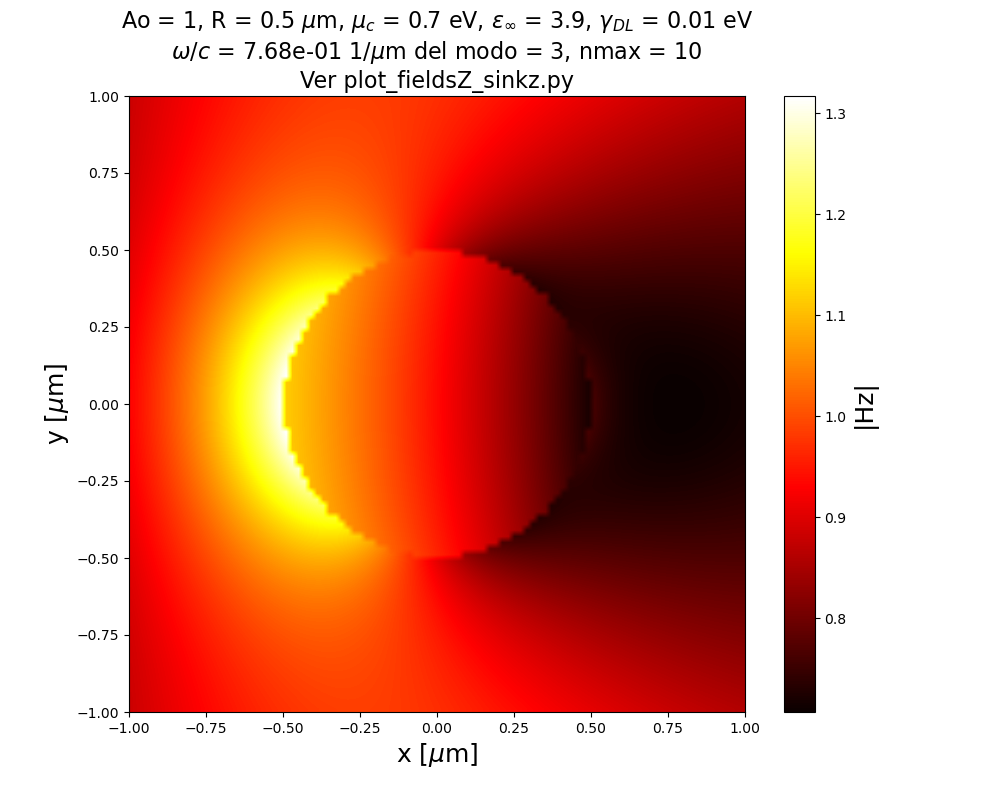 Ao = 1, R = 0.5 μm, μ_c = 0.7 eV, ε_∞ = 3.9, γ_DL = 0.01 eV
ω/c = 7.68e-01 1/μm del modo = 3, nmax = 10
Ver plot_fieldsZ_sinkz.py
1.00
0.75
0.50
0.25
0.00
−0.25
−0.50
−0.75
−1.00
y [μm]
−1.00 −0.75 −0.50 −0.25 0.00 0.25 0.50 0.75 1.00
x [μm]
1.3
1.2
1.1
1.0
0.9
0.8
|Hz|